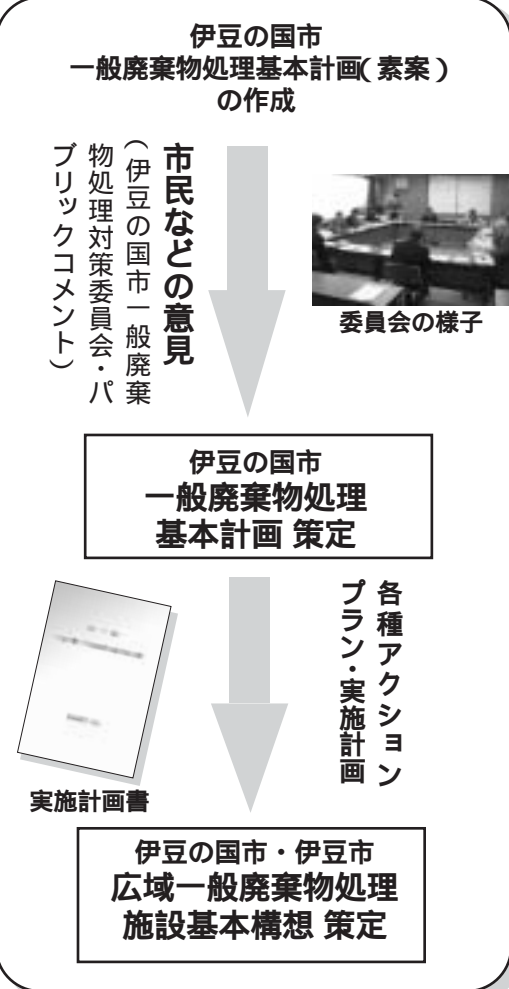 伊豆の国市
一般廃棄物処理基本計画(素案)
の作成
市民などの意見
(伊豆の国市一般廃棄
物処理対策委員会・パ
ブリックコメント)
委員会の様子
伊豆の国市
一般廃棄物処理
基本計画 策定
各種アクション
プラン・実施計画
実施計画書
伊豆の国市・伊豆市
広域一般廃棄物処理
施設基本構想 策定